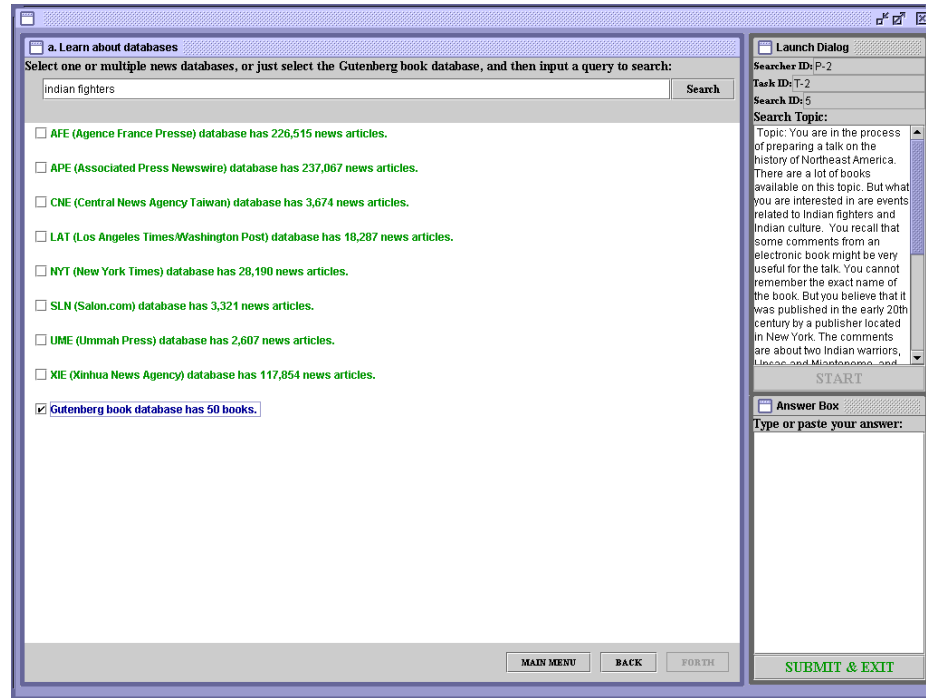 a. Learn about databases
Select one or multiple news databases, or just select the Gutenberg book database, and then input a query to search:
indian fighters
Search
AFE (Agence France Presse) database has 226,515 news articles.
APE (Associated Press Newswire) database has 237,067 news articles.
CNE (Central News Agency Taiwan) database has 3,674 news articles.
LAT (Los Angeles Times/Washington Post) database has 18,287 news articles.
NYT (New York Times) database has 28,190 news articles.
SLN (Salon.com) database has 3,321 news articles.
UME (Ummah Press) database has 2,607 news articles.
XIE (Xinhua News Agency) database has 117,854 news articles.
Gutenberg book database has 50 books.
MAIN MENU
BACK
FORTH
Launch Dialog
Searcher ID: P-2
Task ID: T-2
Search ID: 5
Search Topic:
Topic: You are in the process
of preparing a talk on the
history of Northeast America.
There are a lot of books
available on this topic. But what
you are interested in are events
related to Indian fighters and
Indian culture. You recall that
some comments from an
electronic book might be very
useful for the talk. You cannot
remember the exact name of
the book. But you believe that it
was published in the early 20th
century by a publisher located
in New York. The comments
are about two Indian warriors,
Uncas and Miantonomo, and
START
Answer Box
Type or paste your answer:
SUBMIT & EXIT